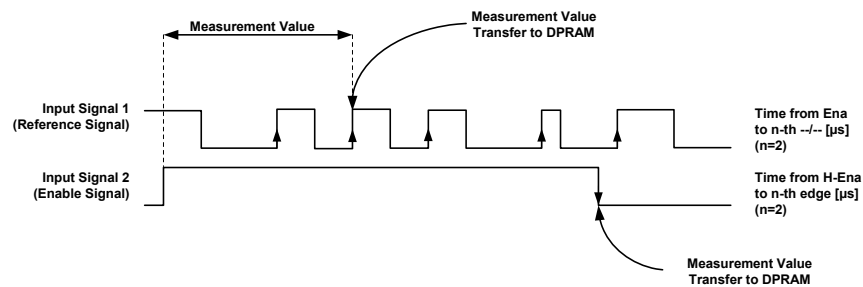 Measurement Value
Measurement Value
Transfer to DPRAM
Input Signal 1
(Reference Signal)
Time from Ena
to n-th --/-- [µs]
(n=2)
Input Signal 2
(Enable Signal)
Time from H-Ena
to n-th edge [µs]
(n=2)
Measurement Value
Transfer to DPRAM